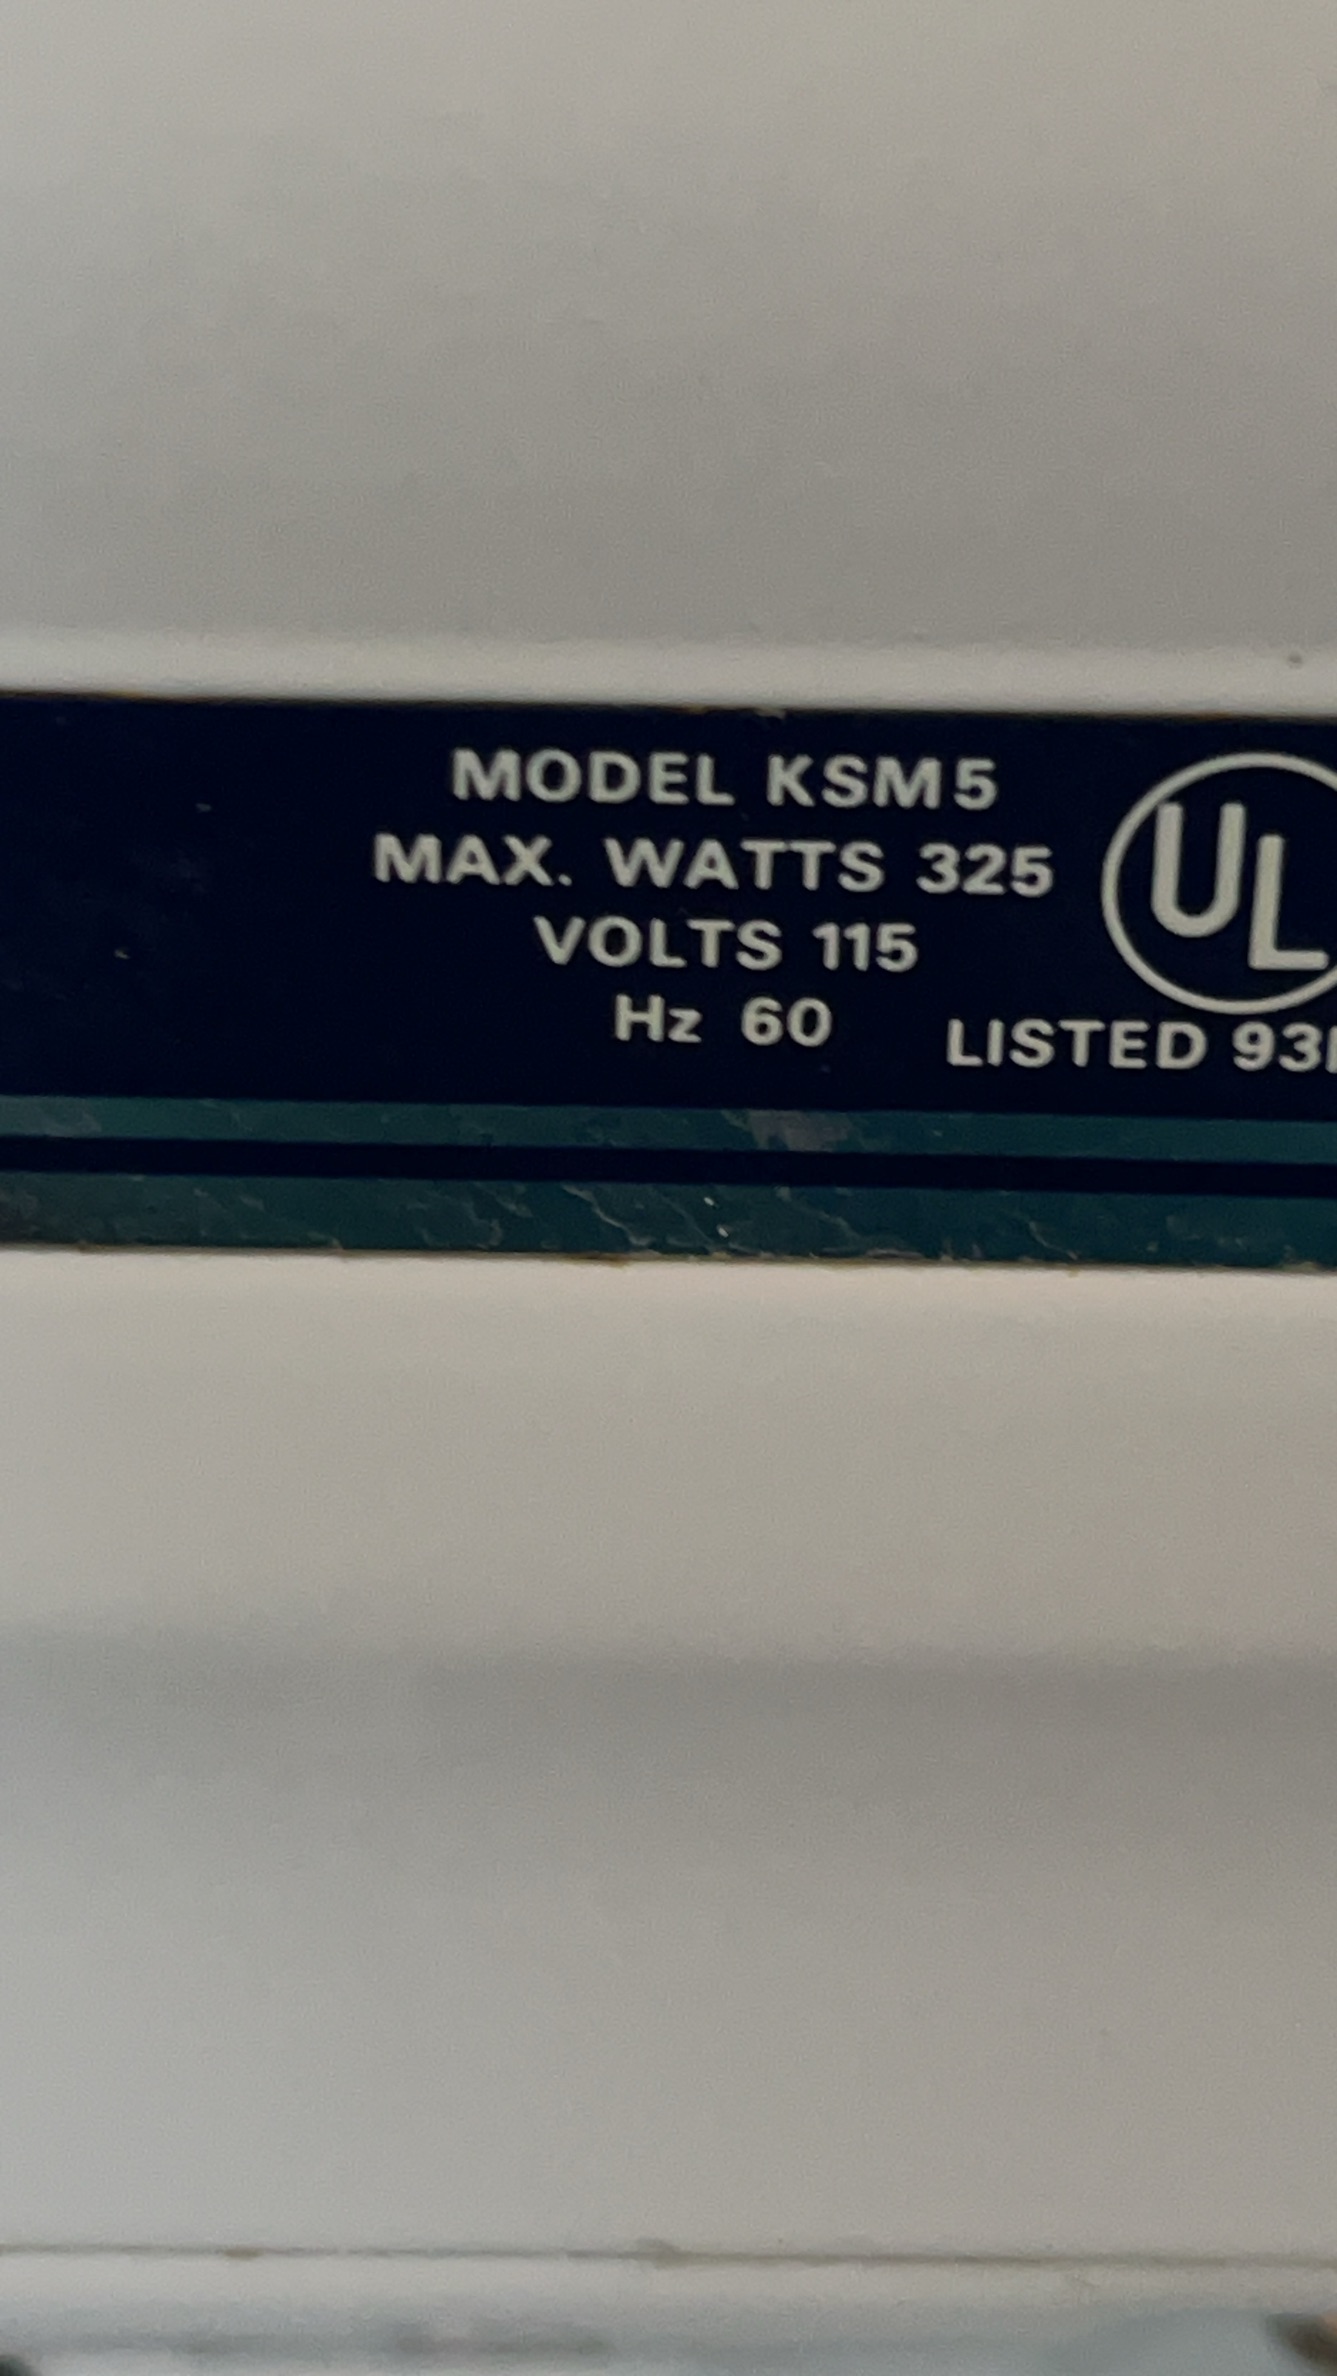 MODEL KSM5
MAX. WATTS 325
VOLTS 115
Hz 60
UL
LISTED